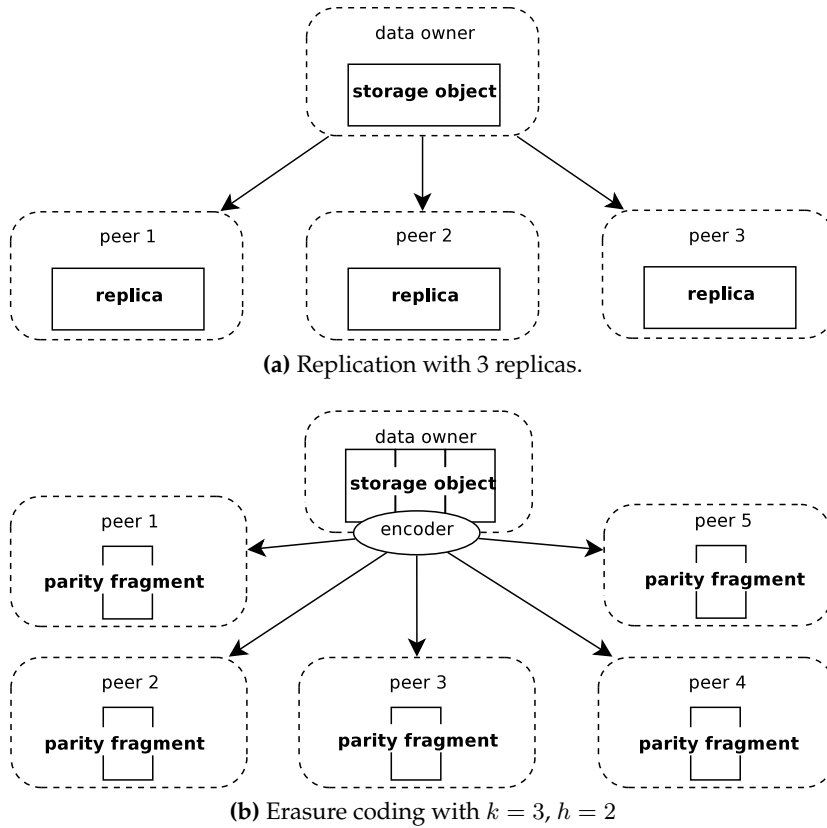 data owner
storage object
peer 1
peer 2
peer 3
replica
replica
replica
(a) Replication with 3 replicas.
data owner
storage object
encoder
peer 1
parity fragment
peer 5
parity fragment
peer 2
parity fragment
peer 3
parity fragment
peer 4
parity fragment
(b) Erasure coding with k = 3, h = 2